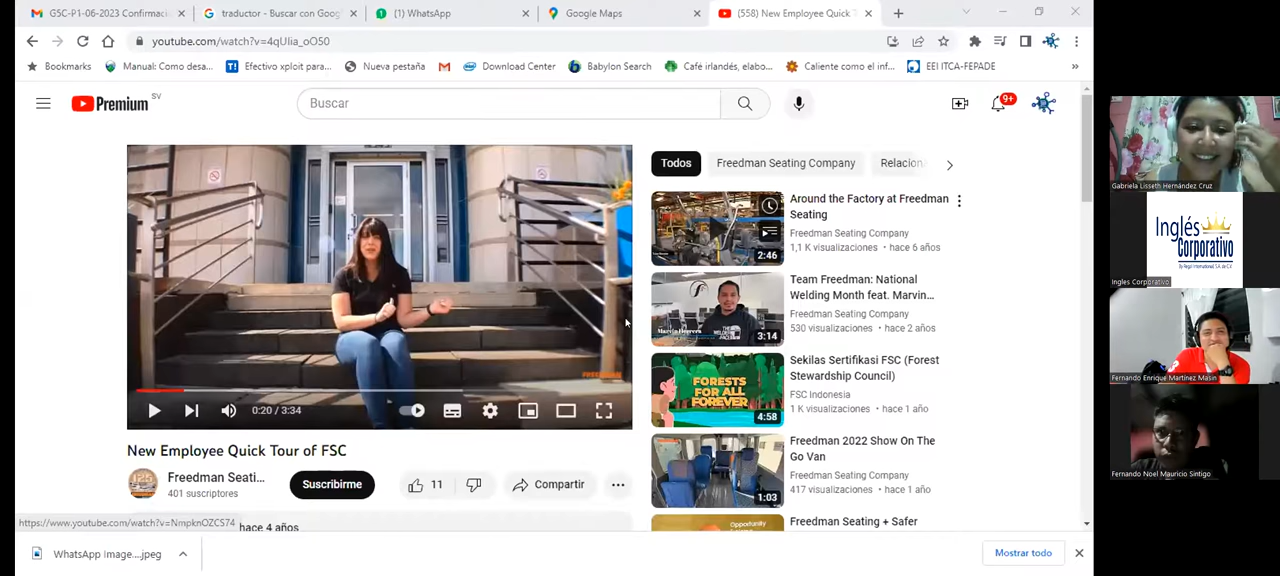 G5C-P1-06-2023 Confirmaci
traductor - Buscar con Goog
(1) WhatsApp
Google Maps
(558) New Employee Quick T
youtube.com/watch?v=4qUlia_oO50
Bookmarks
Manual: Como desa...
Efectivo xploit para...
Nueva pestaña
Download Center
Babylon Search
Café irlandés, elabo...
Caliente como el inf...
EEI ITCA-FEPADE
»
Premium SV
Buscar
9+
Todos
Freedman Seating Company
Relaciona
Around the Factory at Freedman
Seating
Freedman Seating Company
1,1 K visualizaciones • hace 6 años
2:46
Team Freedman: National
Welding Month feat. Marvin...
Freedman Seating Company
530 visualizaciones • hace 2 años
3:14
Sekilas Sertifikasi FSC (Forest
Stewardship Council)
FSC Indonesia
1 K visualizaciones • hace 1 año
FORESTS
FOR ALL
FOREVER
4:58
Freedman 2022 Show On The
Go Van
Freedman Seating Company
417 visualizaciones • hace 1 año
1:03
Freedman Seating + Safer
Opportunity
FREEDMAN
0:20 / 3:34
New Employee Quick Tour of FSC
Freedman Seati...
401 suscriptores
Suscribirme
11
Compartir
https://www.youtube.com/watch?v=NmpknOZCS74
hace 4 años
WhatsApp Image....jpeg
Mostrar todo
Gabriela Lisseth Hernández Cruz
Inglés
Corporativo
By Regal International, S.A. de C.V.
Ingles Corporativo
Fernando Enrique Martinez Masin
Fernando Noel Mauricio Sintigo